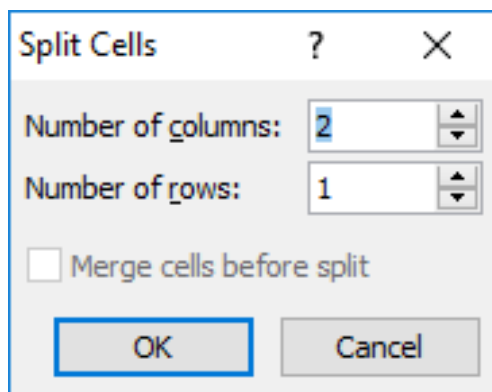 Split Cells ?
Number of columns: 2
Number of rows: 1
Merge cells before split
OK Cancel